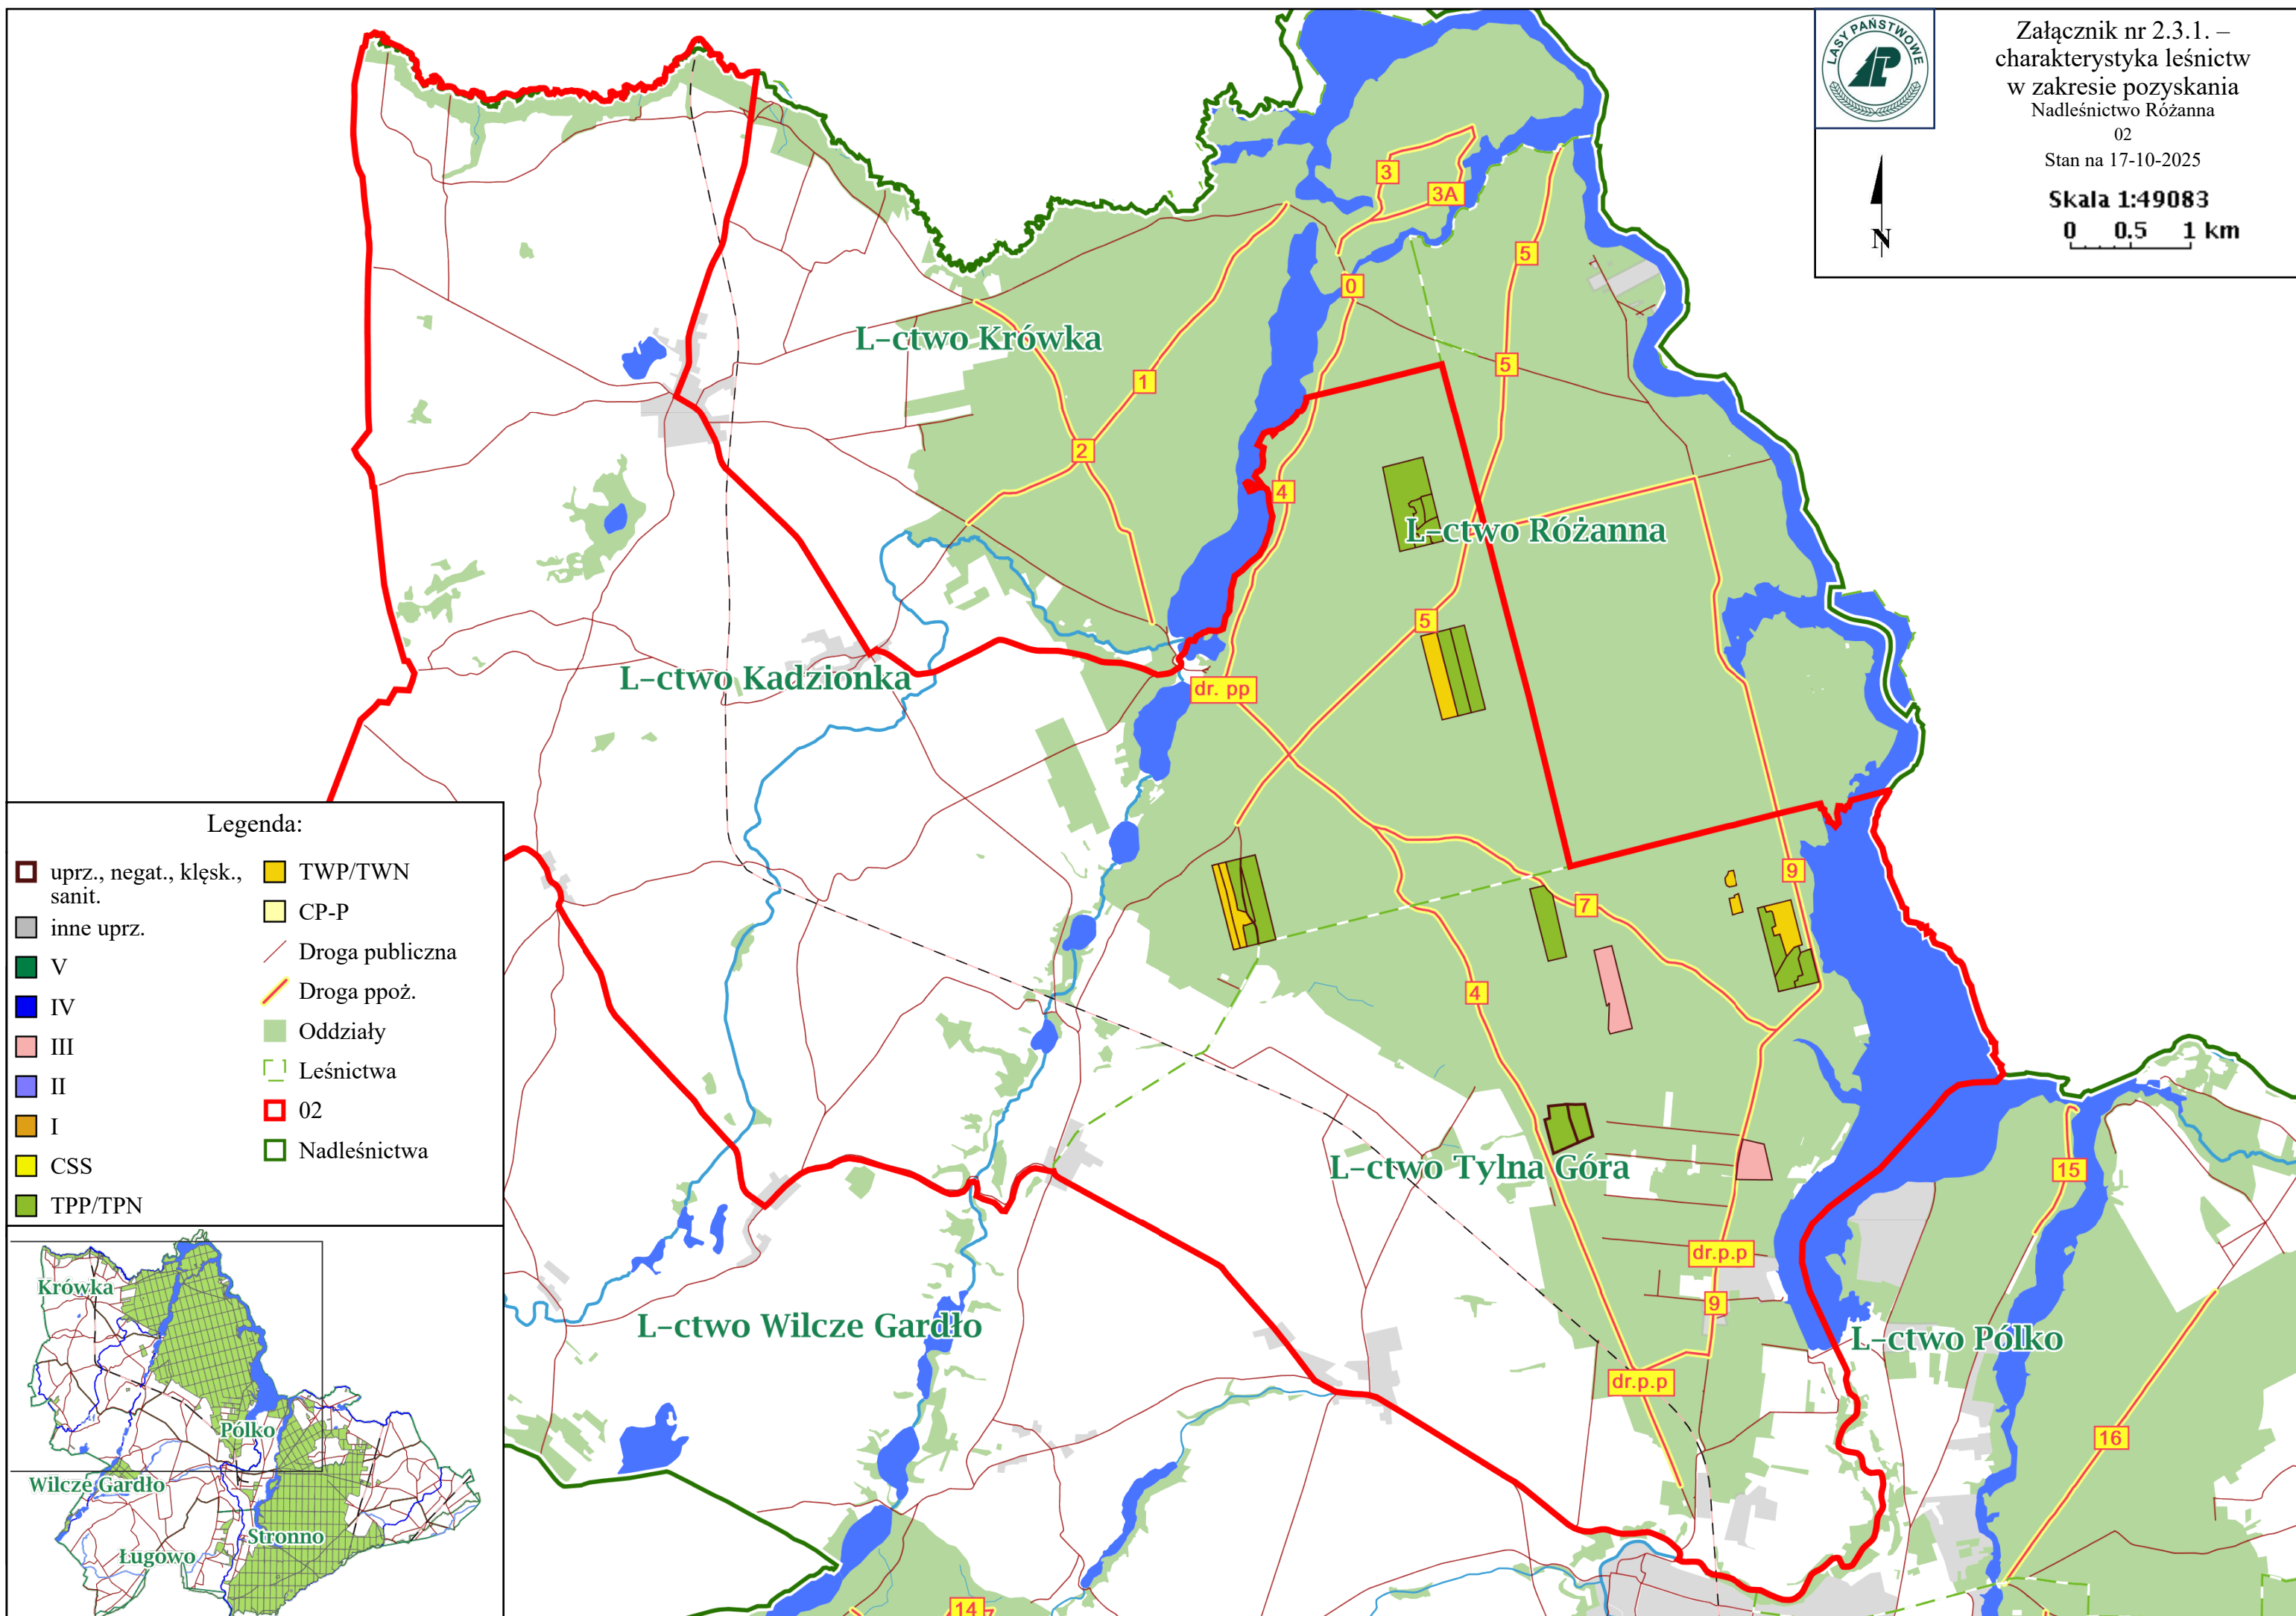 LASY PAŃSTWOWE
LP
Załącznik nr 2.3.1. –
charakterystyka leśnictw
w zakresie pozyskania
Nadleśnictwo Różanna
02
Stan na 17-10-2025
Skala 1:49083
0 0.5 1 km
N
3
3A
5
0
L-ctwo Krówka
1
5
2
4
L-ctwo Różanna
5
L-ctwo Kadzionka
dr. pp
9
7
4
L-ctwo Tylna Góra
15
dr.p.p
9
L-ctwo Wilcze Gardło
L-ctwo Pólko
dr.p.p
16
14
7
Legenda:
uprz., negat., klęsk.,
sanit.
inne uprz.
V
IV
III
II
I
CSS
TPP/TPN
TWP/TWN
CP-P
Droga publiczna
Droga ppoż.
Oddziały
Leśnictwa
02
Nadleśnictwa
Krówka
Pólko
Wilcze Gardło
Stronno
Ługowo